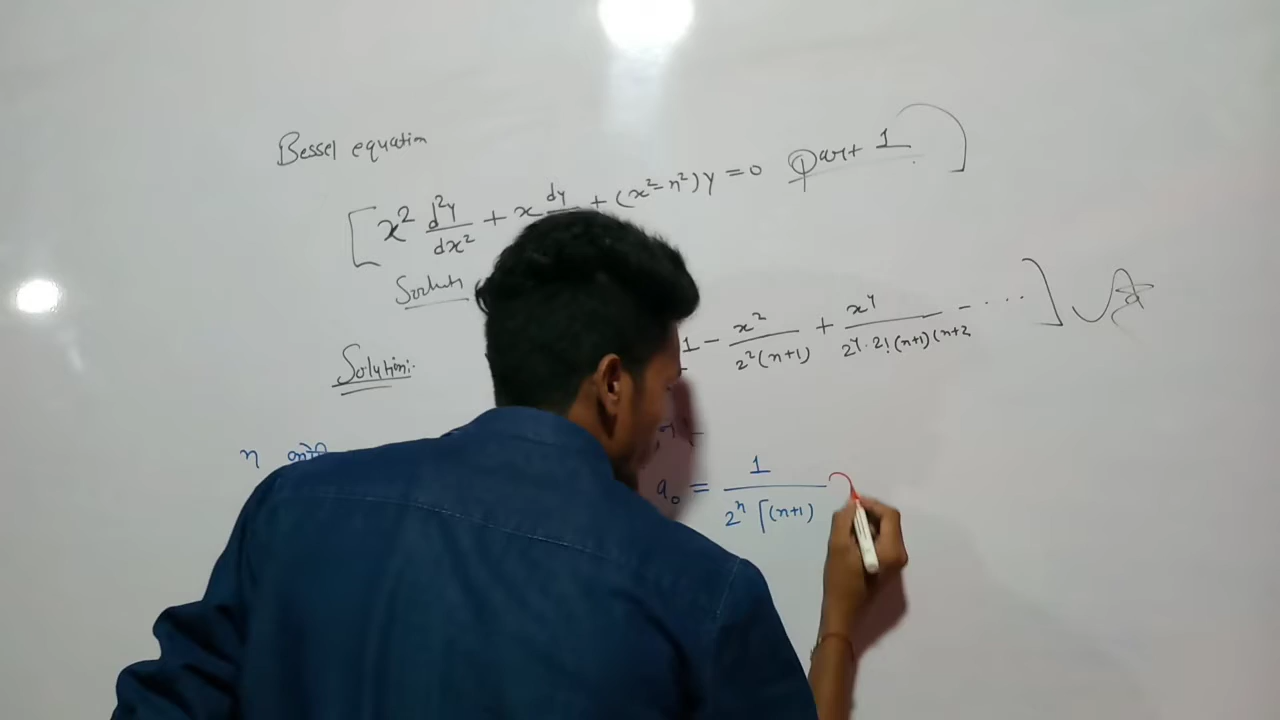 Bessel equation
[x² d²y/dx² + x dy + (x² - n²) y = 0 Part 1 ]
1 - x²/2²(n+1) + x⁴/2⁴·2!(n+1)(n+2 - ... ]
Solution:
n
a₀ = 1/2ⁿ Γ(n+1)